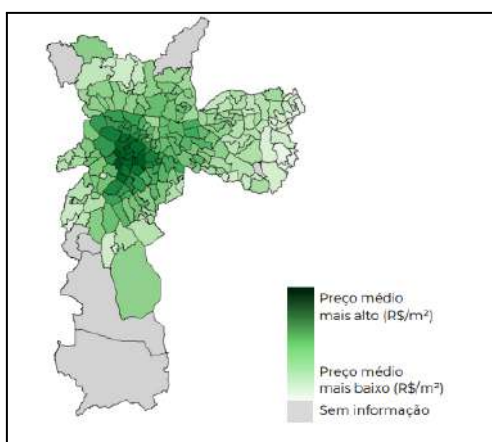 Preço médio
mais alto (R$/m²)
Preço médio
mais baixo (R$/m²)
Sem informação